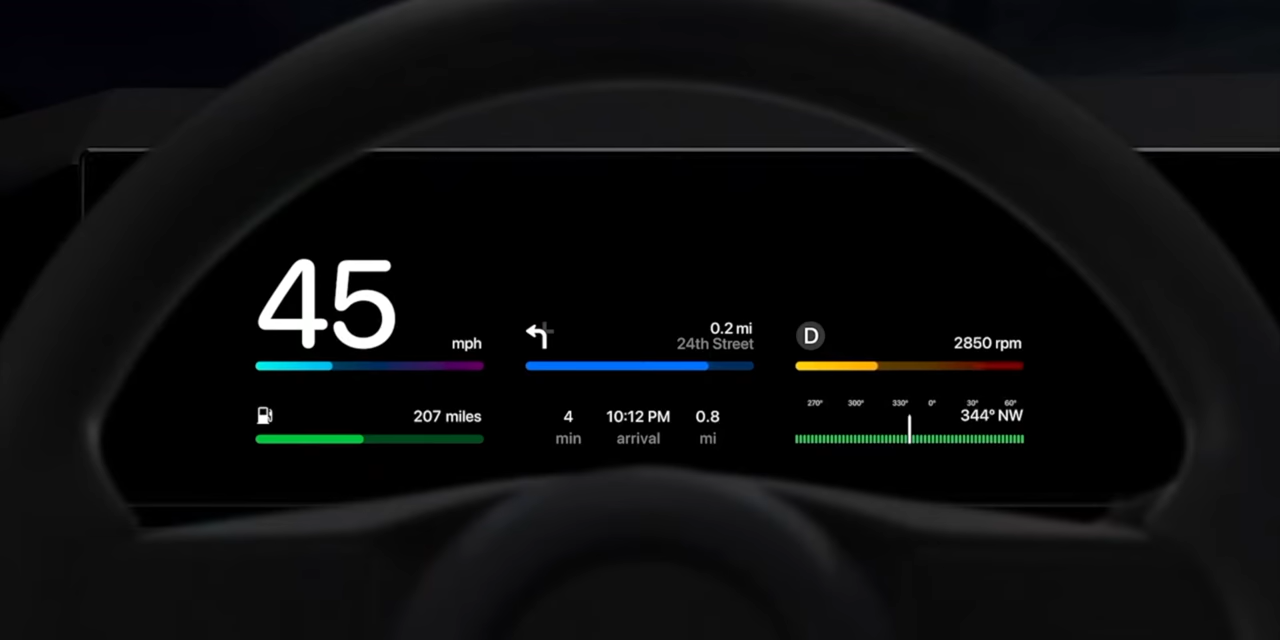 45
mph
207 miles
0.2 mi
24th Street
4 10:12 PM 0.8
min arrival mi
D
2850 rpm
270° 300° 330° 0° 30° 60°
344° NW